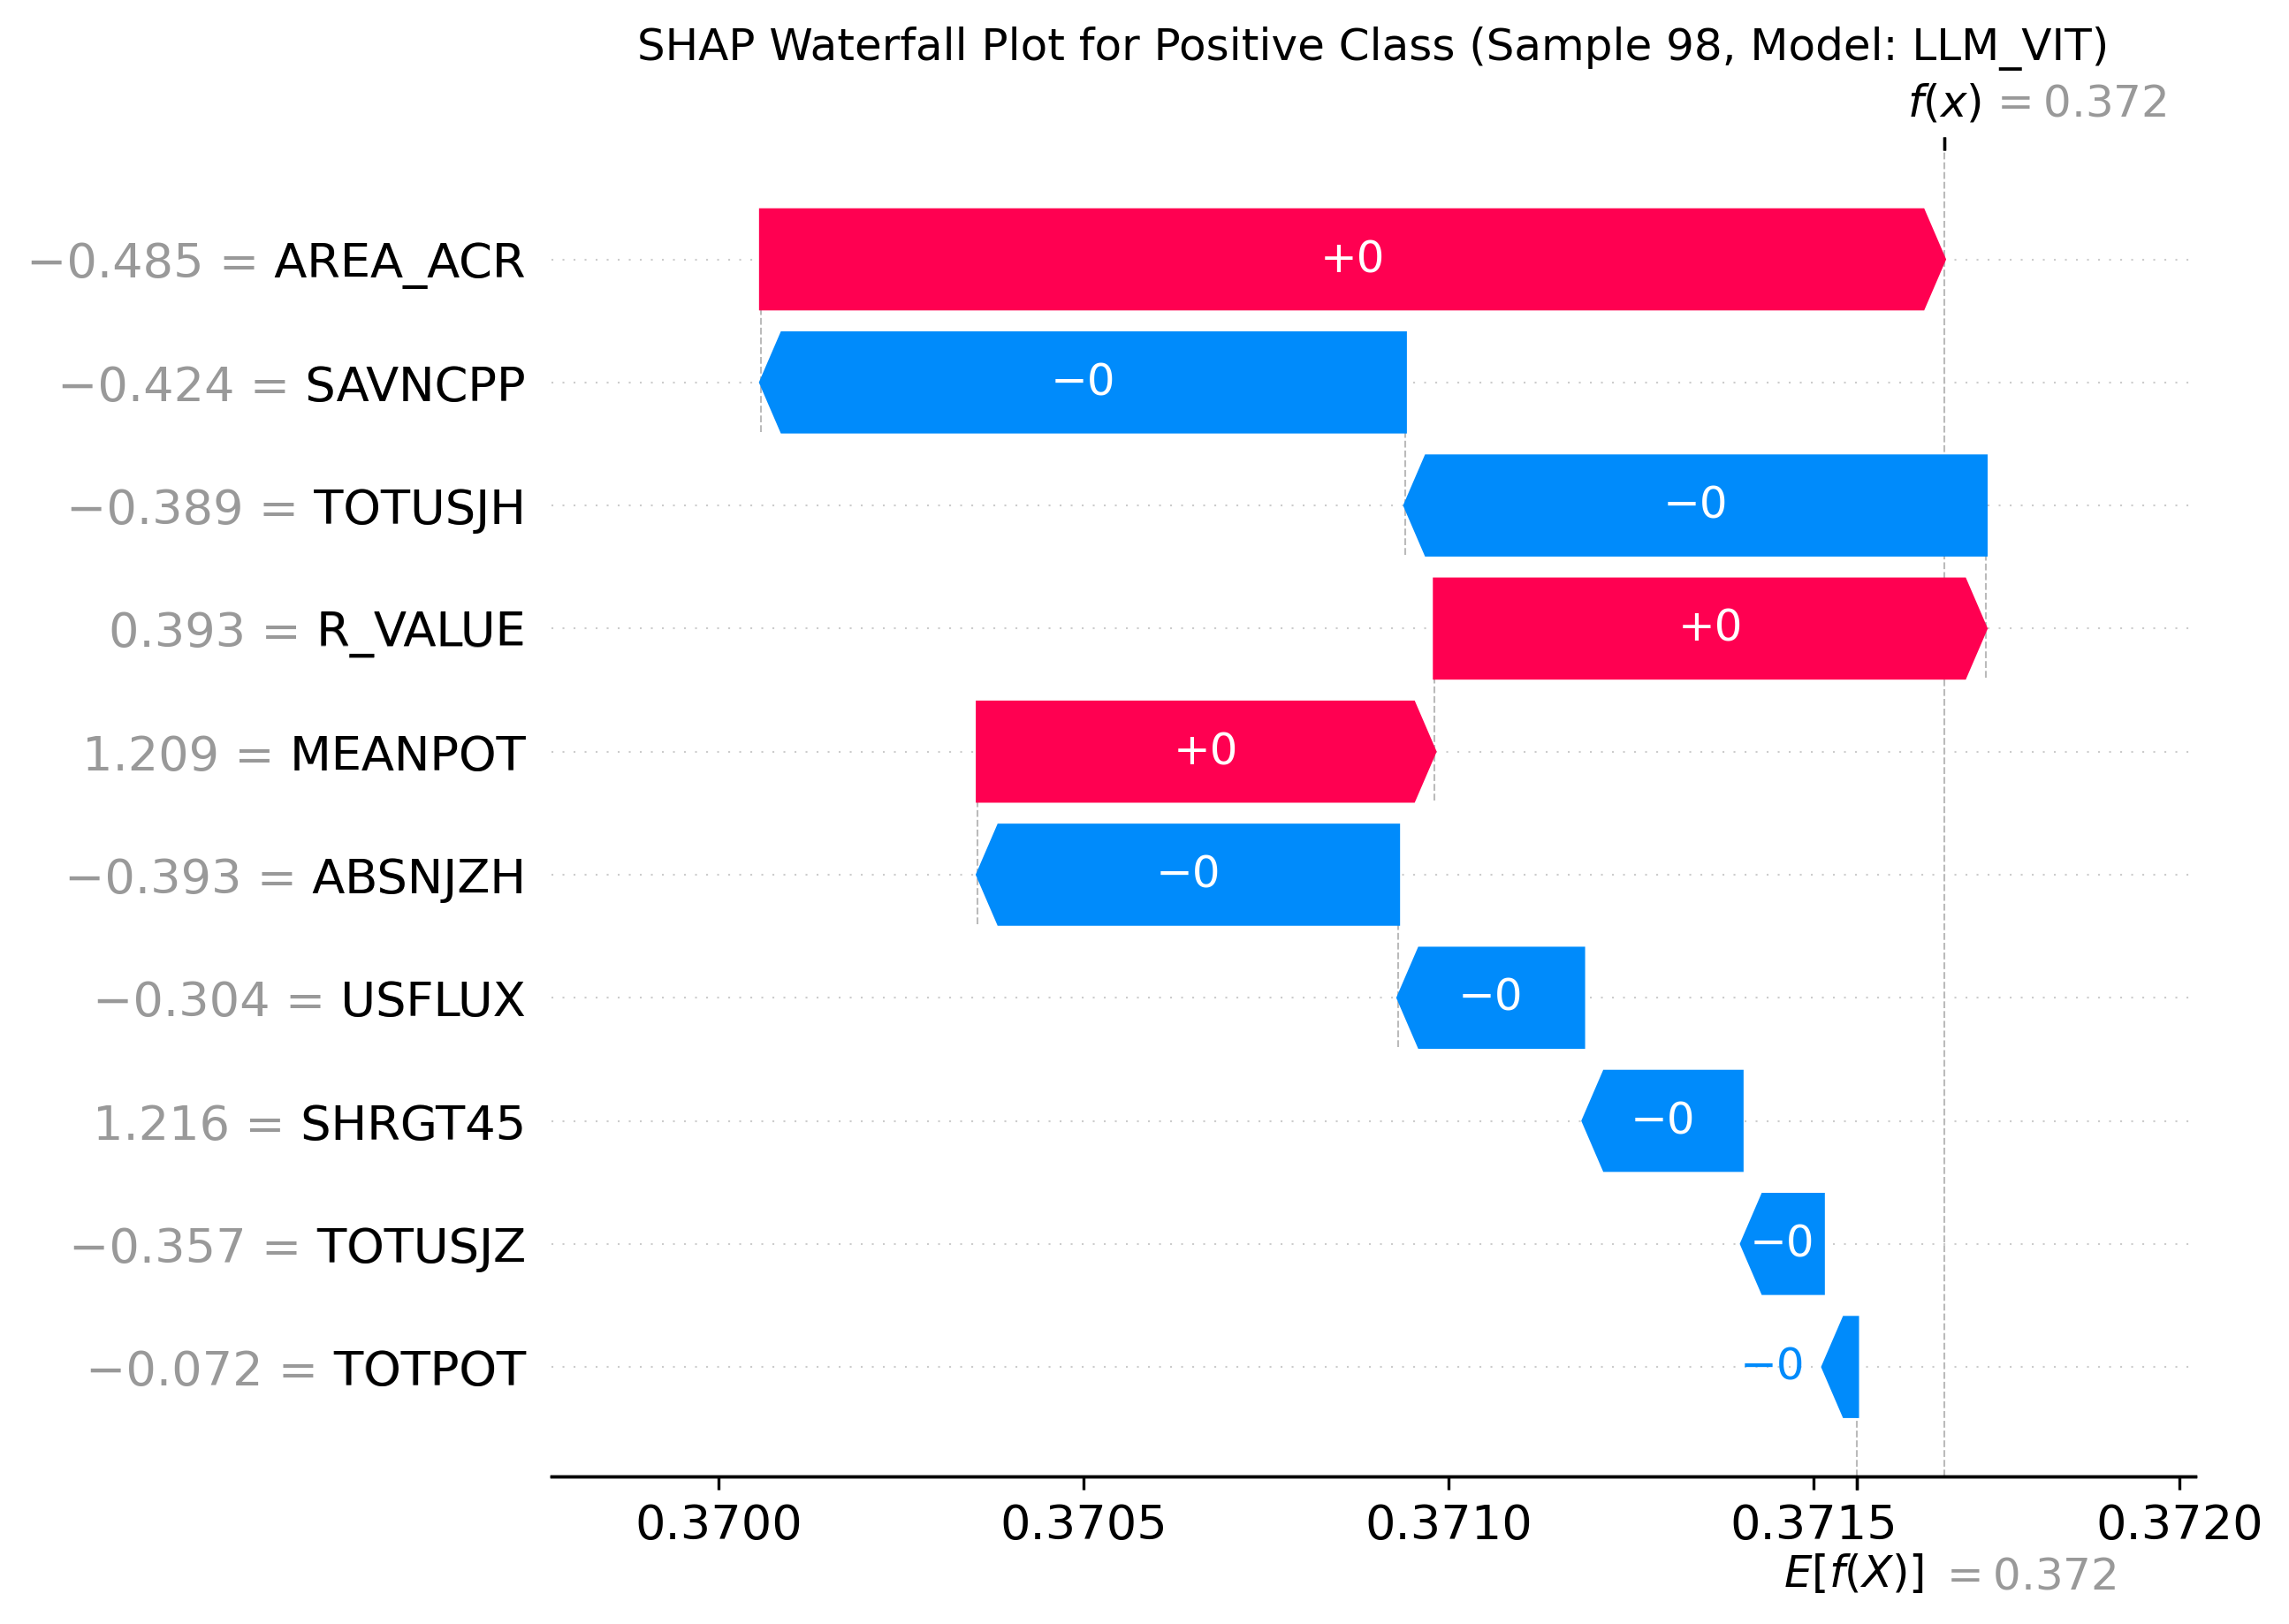 SHAP Waterfall Plot for Positive Class (Sample 98, Model: LLM_VIT)
f(x) = 0.372
−0.485 = AREA_ACR +0
−0.424 = SAVNCPP −0
−0.389 = TOTUSJH −0
0.393 = R_VALUE +0
1.209 = MEANPOT +0
−0.393 = ABSNJZH −0
−0.304 = USFLUX −0
1.216 = SHRGT45 −0
−0.357 = TOTUSJZ −0
−0.072 = TOTPOT −0
0.3700 0.3705 0.3710 0.3715 0.3720
E[f(X)] = 0.372